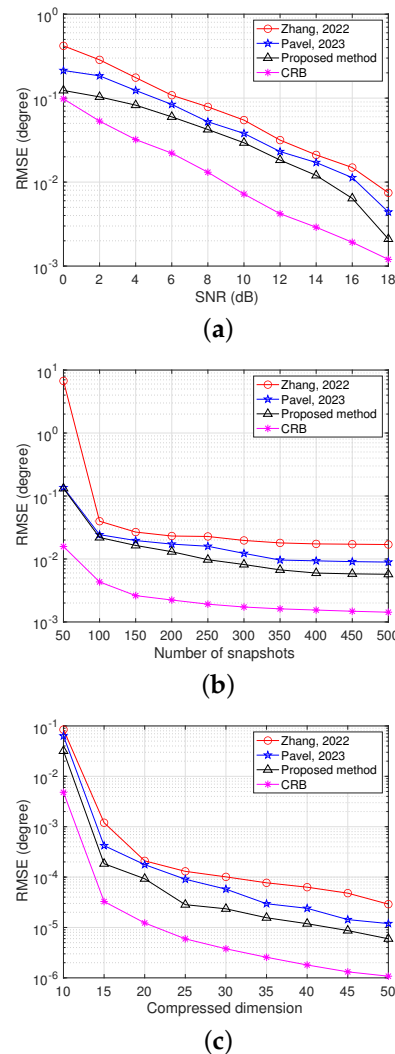 10^0
10^-1
10^-2
10^-3
RMSE (degree)
0 2 4 6 8 10 12 14 16 18
SNR (dB)
Zhang, 2022
Pavel, 2023
Proposed method
CRB
(a)
10^1
10^0
10^-1
10^-2
10^-3
RMSE (degree)
50 100 150 200 250 300 350 400 450 500
Number of snapshots
Zhang, 2022
Pavel, 2023
Proposed method
CRB
(b)
10^-1
10^-2
10^-3
10^-4
10^-5
10^-6
RMSE (degree)
10 15 20 25 30 35 40 45 50
Compressed dimension
Zhang, 2022
Pavel, 2023
Proposed method
CRB
(c)